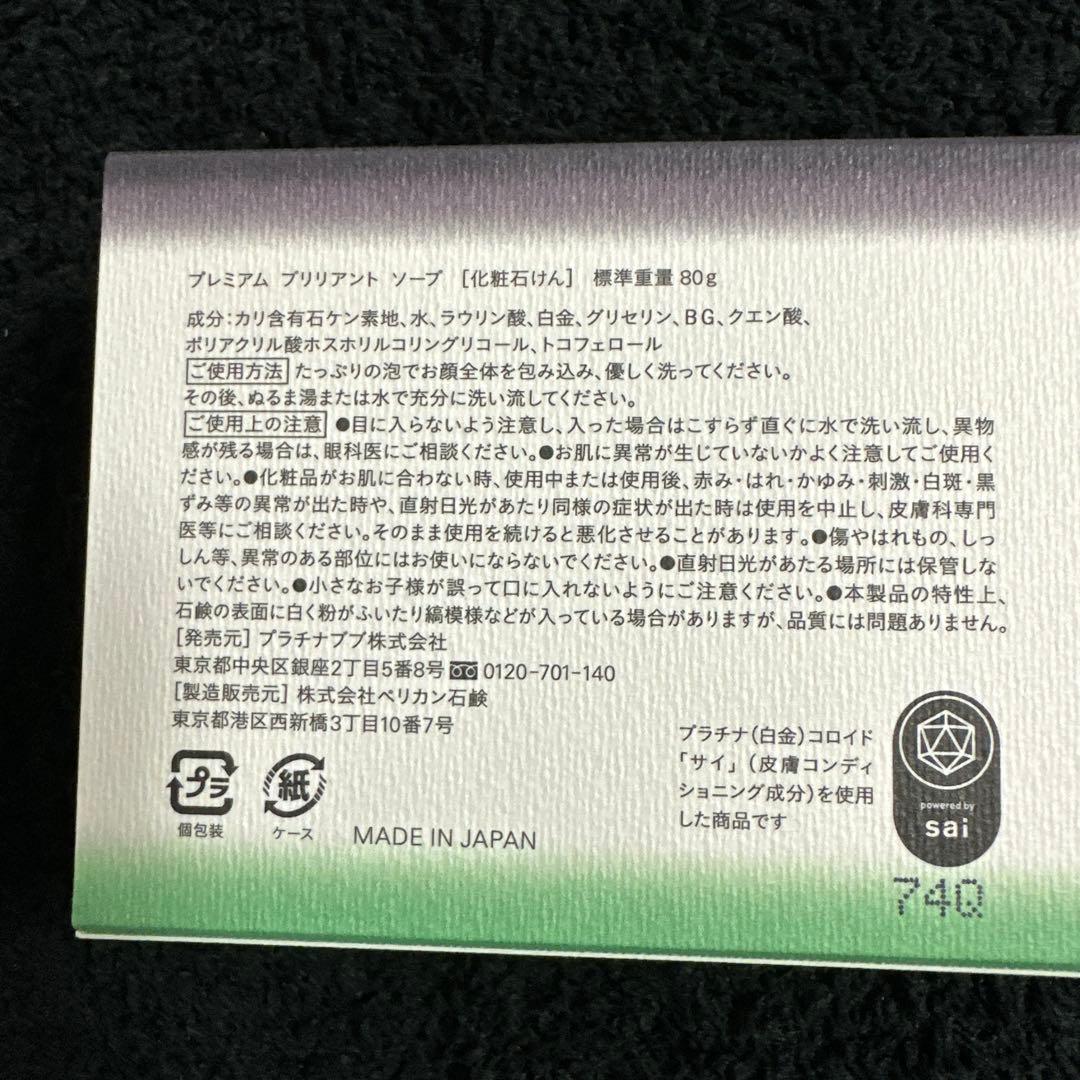 プレミアム ブリリアント ソープ [化粧石けん] 標準重量 80g
成分：カリ含有石ケン素地、水、ラウリン酸、白金、グリセリン、BG、クエン酸、
ポリアクリル酸ホスホリルコリングリコール、トコフェロール
ご使用方法 たっぷりの泡でお顔全体を包み込み、優しく洗ってください。
その後、ぬるま湯または水で充分に洗い流してください。
ご使用上の注意 ●目に入らないよう注意し、入った場合はこすらず直ぐに水で洗い流し、異物
感が残る場合は、眼科医にご相談ください。●お肌に異常が生じていないかよく注意してご使用く
ださい。●化粧品がお肌に合わない時、使用中または使用後、赤み・はれ・かゆみ・刺激・白斑・黒
ずみ等の異常が出た時や、直射日光があたり同様の症状が出た時は使用を中止し、皮膚科専門
医等にご相談ください。そのまま使用を続けると悪化させることがあります。●傷やはれもの、しっ
しん等、異常のある部位にはお使いにならないでください。●直射日光があたる場所には保管しな
いでください。●小さなお子様が誤って口に入れないようにご注意ください。●本製品の特性上、
石鹸の表面に白く粉がふいたり縞模様などが入っている場合がありますが、品質には問題ありません。
[発売元] プラチナブブ株式会社
東京都中央区銀座2丁目5番8号 0120-701-140
[製造販売元] 株式会社ペリカン石鹸
東京都港区西新橋3丁目10番7号
プラ
個包装
紙
ケース
MADE IN JAPAN
プラチナ(白金)コロイド
「サイ」(皮膚コンディ
ショニング成分)を使用
した商品です
powered by
sai
74Q